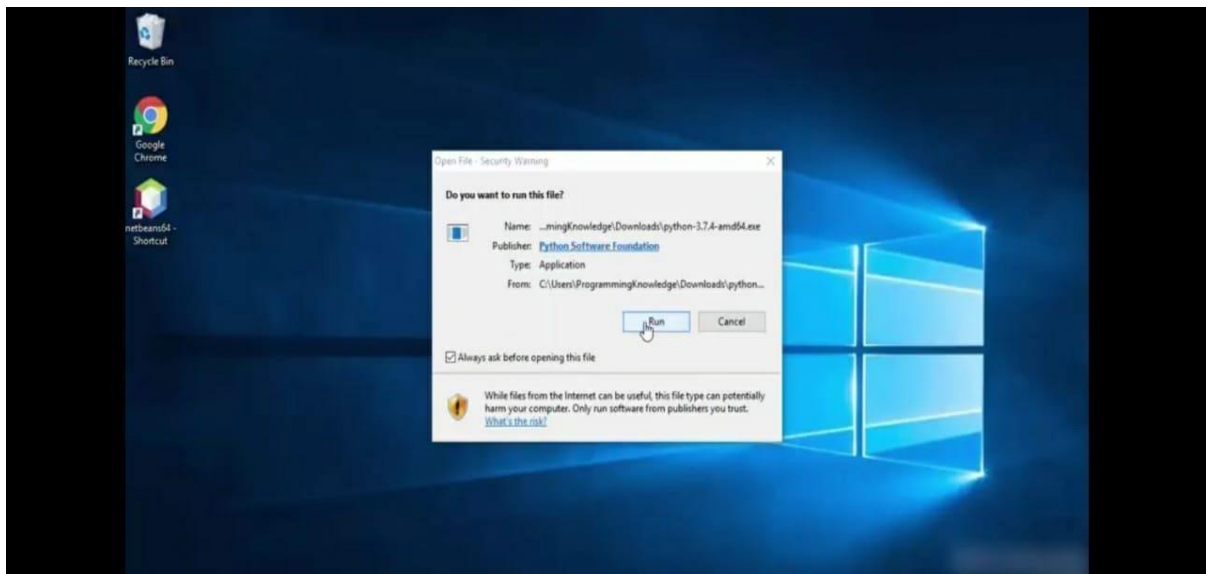 Recycle Bin
Google
Chrome
netbeans64 -
Shortcut
Open File - Security Warning
Do you want to run this file?
Name: ...mingKnowledge\Downloads\python-3.7.4-amd64.exe
Publisher: Python Software Foundation
Type: Application
From: C:\Users\ProgrammingKnowledge\Downloads\python...
Run Cancel
Always ask before opening this file
While files from the Internet can be useful, this file type can potentially
harm your computer. Only run software from publishers you trust.
What's the risk?